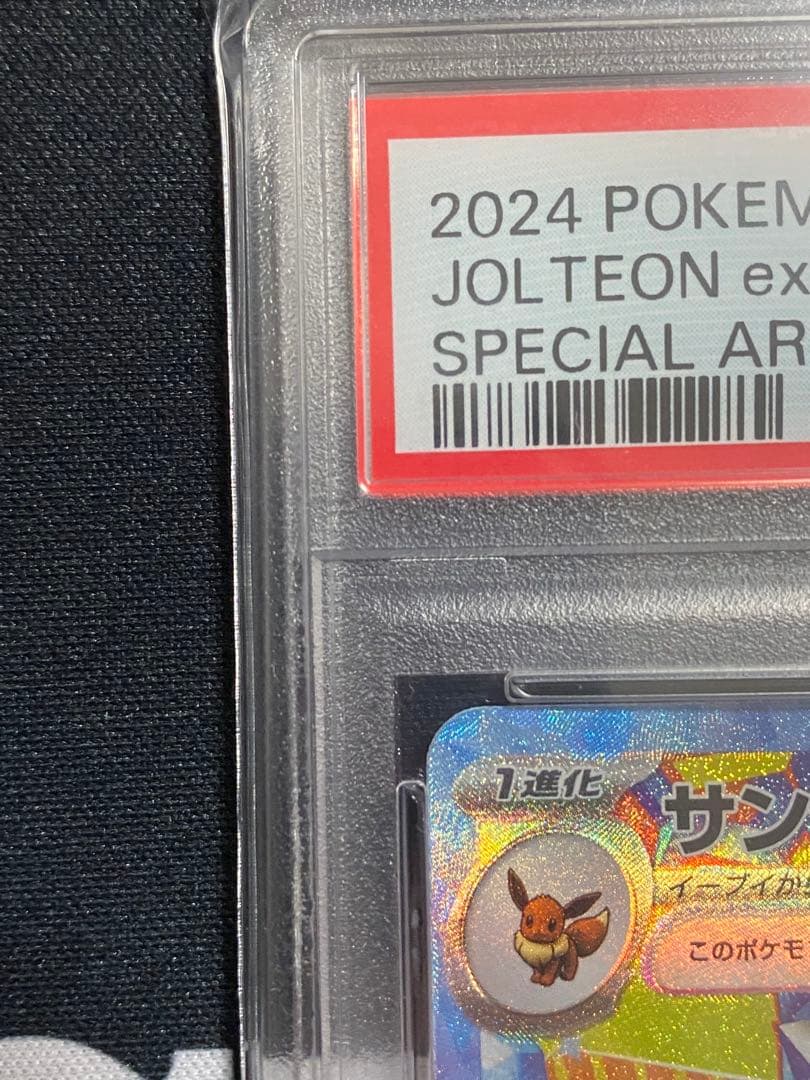 2024 POKEM
JOLTEON ex
SPECIAL AR
1進化
サン
イーブイか
このポケモ